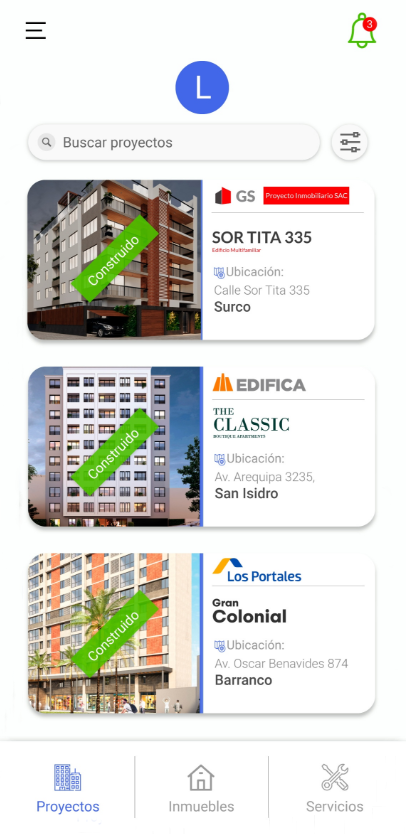 3
L
Buscar proyectos
Construido
GS
Proyecto Inmobiliario SAC
SOR TITA 335
Edificio Multifamiliar
Ubicación:
Calle Sor Tita 335
Surco
Construido
EDIFICA
THE
CLASSIC
BOUTIQUE APARTMENTS
Ubicación:
Av. Arequipa 3235,
San Isidro
Construido
Los Portales
Gran
Colonial
Ubicación:
Av. Oscar Benavides 874
Barranco
Proyectos
Inmuebles
Servicios